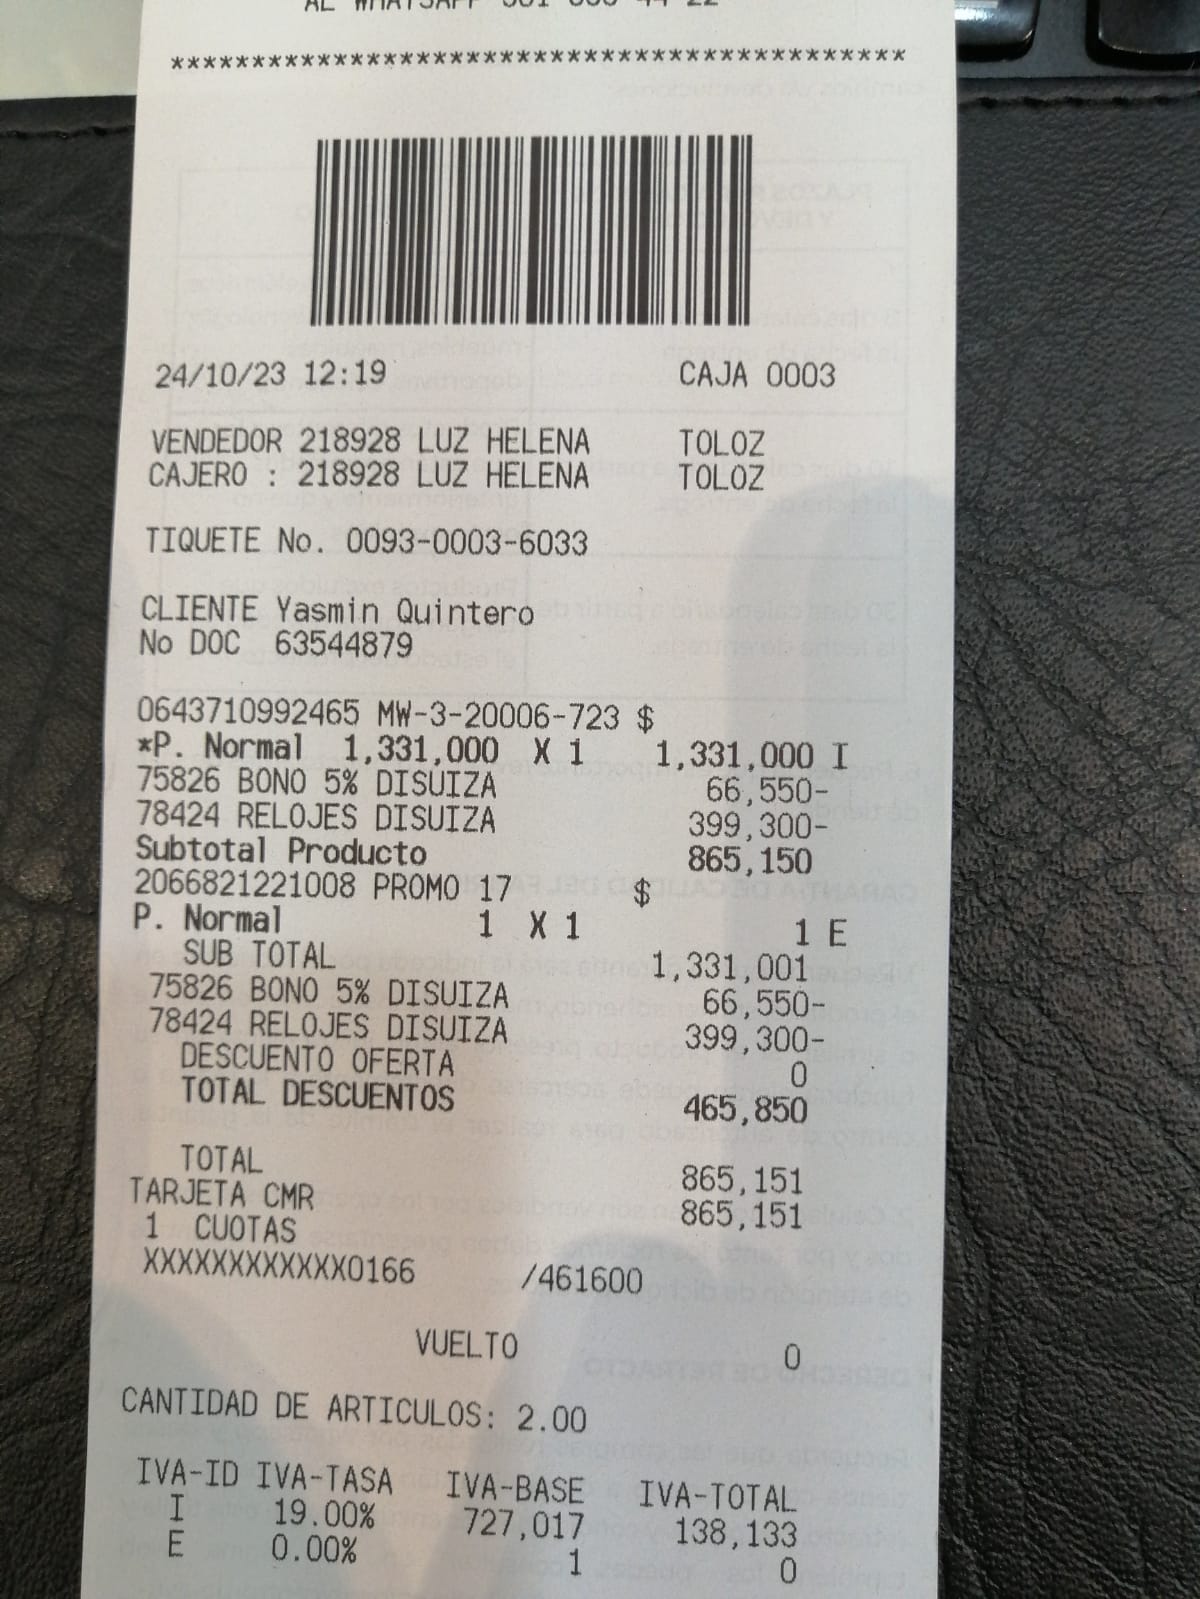 ****************************************************
24/10/23 12:19 CAJA 0003
VENDEDOR 218928 LUZ HELENA TOLOZ
CAJERO : 218928 LUZ HELENA TOLOZ
TIQUETE No. 0093-0003-6033
CLIENTE Yasmin Quintero
No DOC 63544879
0643710992465 MW-3-20006-723 $
*P. Normal 1,331,000 X 1 1,331,000 I
75826 BONO 5% DISUIZA 66,550-
78424 RELOJES DISUIZA 399,300-
Subtotal Producto 865,150
2066821221008 PROMO 17 $
P. Normal 1 X 1 1 E
SUB TOTAL 1,331,001
75826 BONO 5% DISUIZA 66,550-
78424 RELOJES DISUIZA 399,300-
DESCUENTO OFERTA 0
TOTAL DESCUENTOS 465,850
TOTAL 865,151
TARJETA CMR 865,151
1 CUOTAS
XXXXXXXXXXXX0166 /461600
VUELTO 0
CANTIDAD DE ARTICULOS: 2.00
IVA-ID IVA-TASA IVA-BASE IVA-TOTAL
I 19.00% 727,017 138,133
E 0.00% 1 0